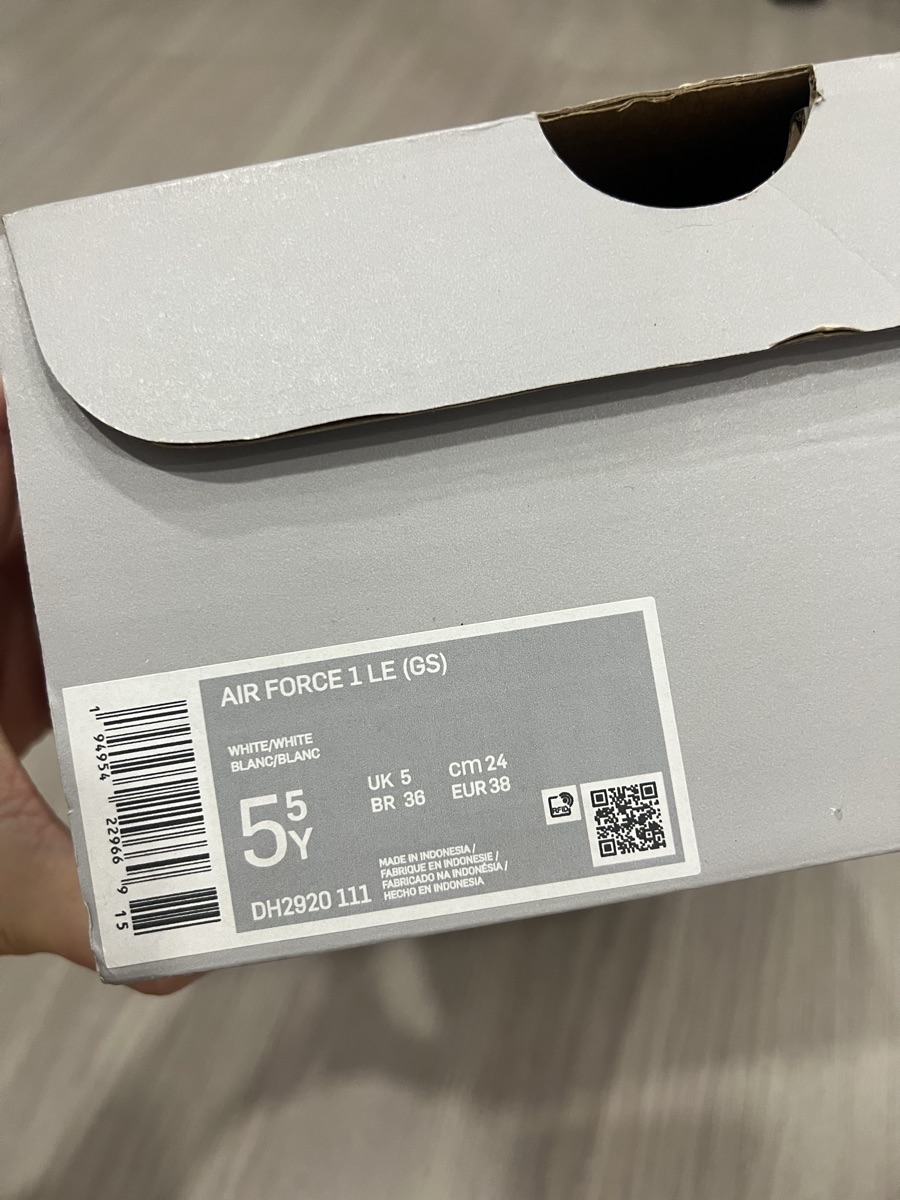 AIR FORCE 1 LE (GS)
WHITE/WHITE
BLANC/BLANC
5 5 Y
UK 5 cm 24
BR 36 EUR 38
RFID
MADE IN INDONESIA /
FABRIQUE EN INDONESIE /
FABRICADO NA INDONÉSIA /
HECHO EN INDONESIA
DH2920 111
1 94954 22966 9 15